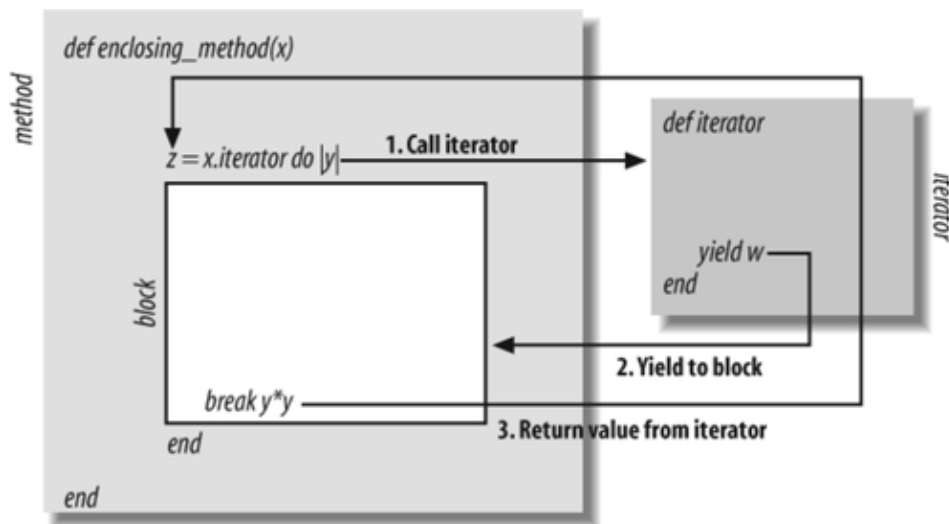 def enclosing_method(x)
method
def iterator
z = x.iterator do |y|
1. Call iterator
iterator
yield w
end
block
2. Yield to block
break y*y
3. Return value from iterator
end
end